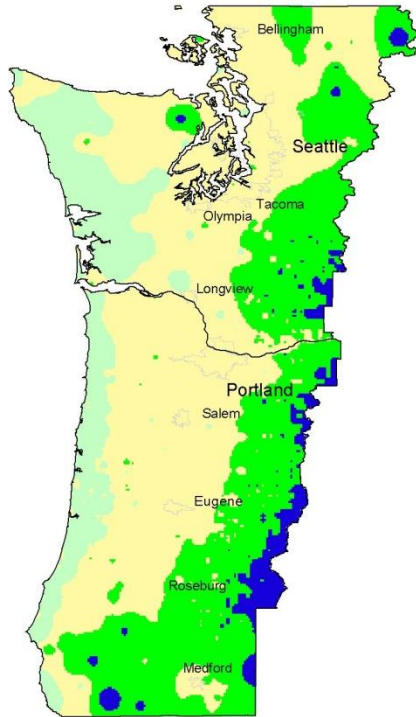 Bellingham
Seattle
Tacoma
Olympia
Longview
Portland
Salem
Eugene
Roseburg
Medford